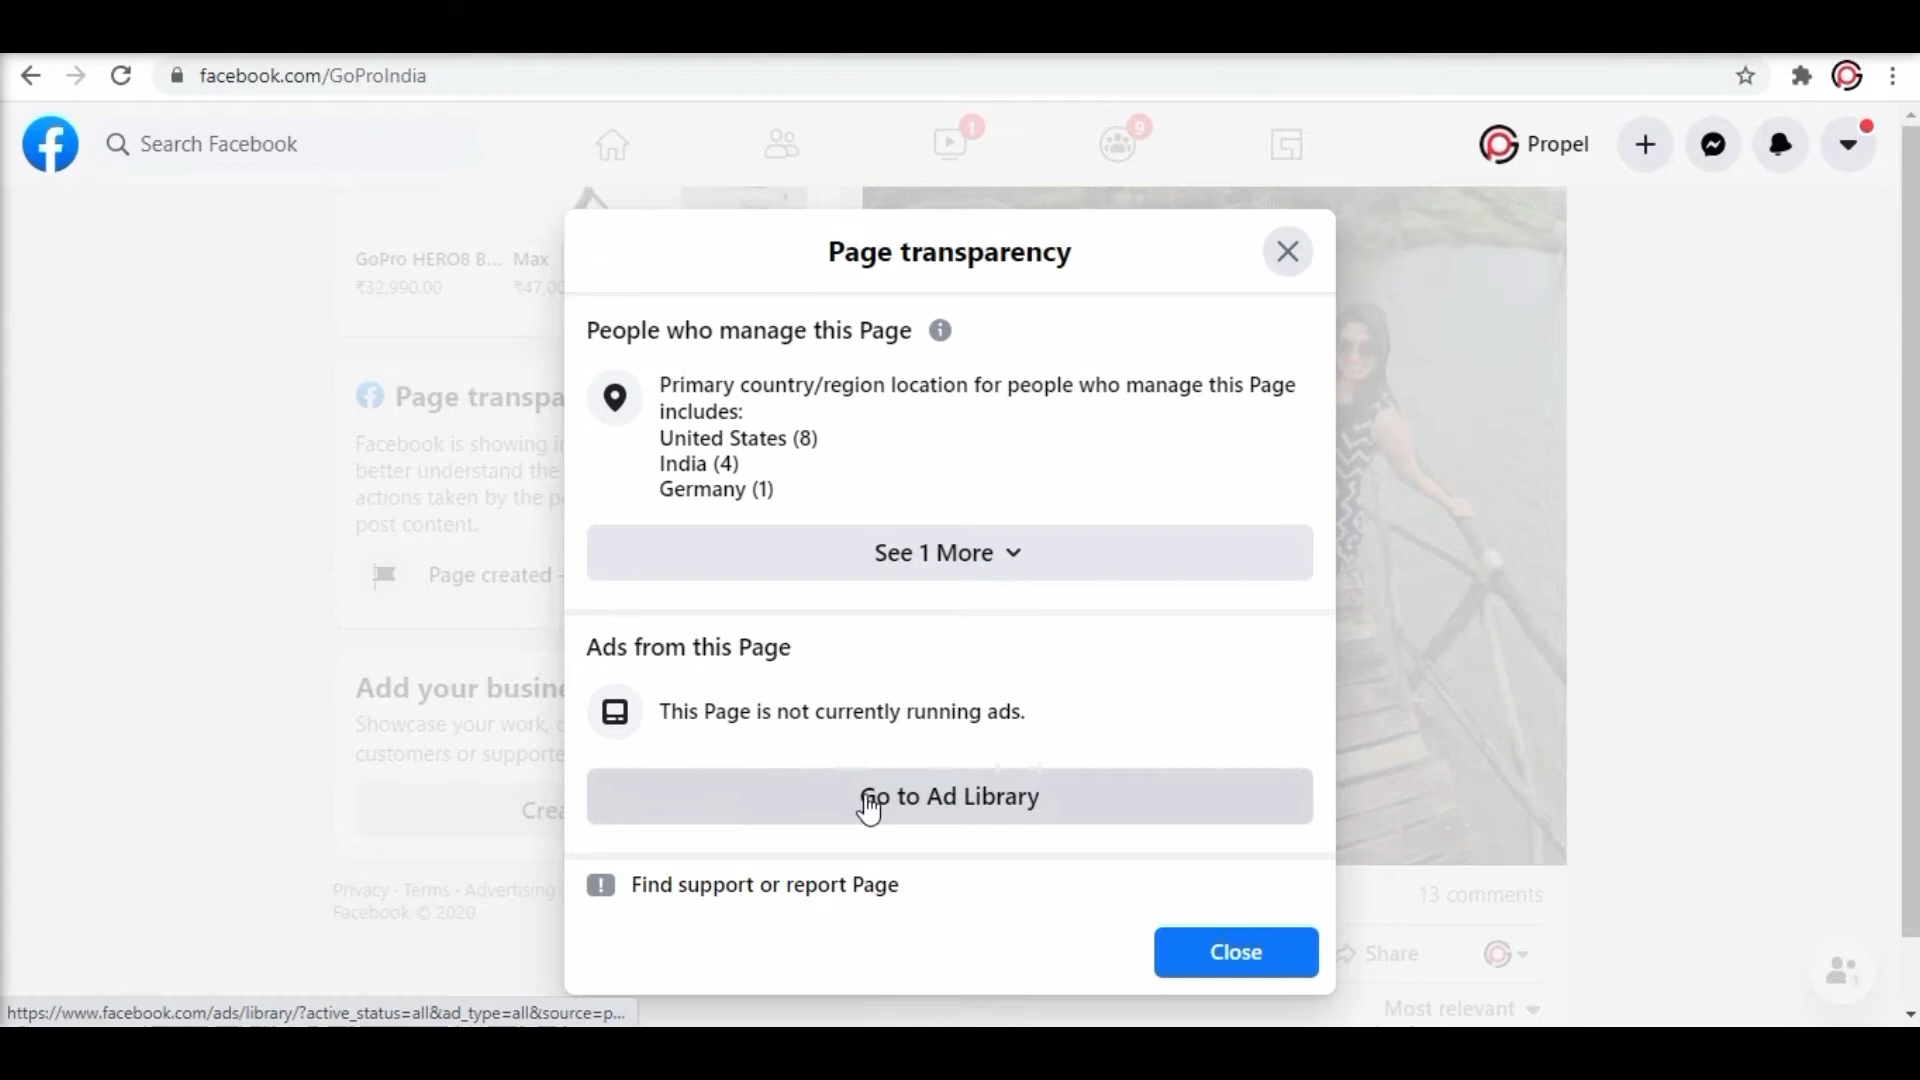 facebook.com/GoProIndia
Search Facebook
1
9
Propel
GoPro HERO8 B... Max
₹32,990.00
Page transparency
People who manage this Page
Primary country/region location for people who manage this Page
includes:
United States (8)
India (4)
Germany (1)
See 1 More
Ads from this Page
This Page is not currently running ads.
Go to Ad Library
Find support or report Page
Close
Page transpa
Facebook is showing
better understand the
actions taken by the
post content.
Page created -
Add your busin
Showcase your work,
customers or supporte
Crea
Privacy · Terms · Advertising
Facebook © 2020
13 comments
Share
Most relevant
https://www.facebook.com/ads/library/?active_status=all&ad_type=all&source=p...